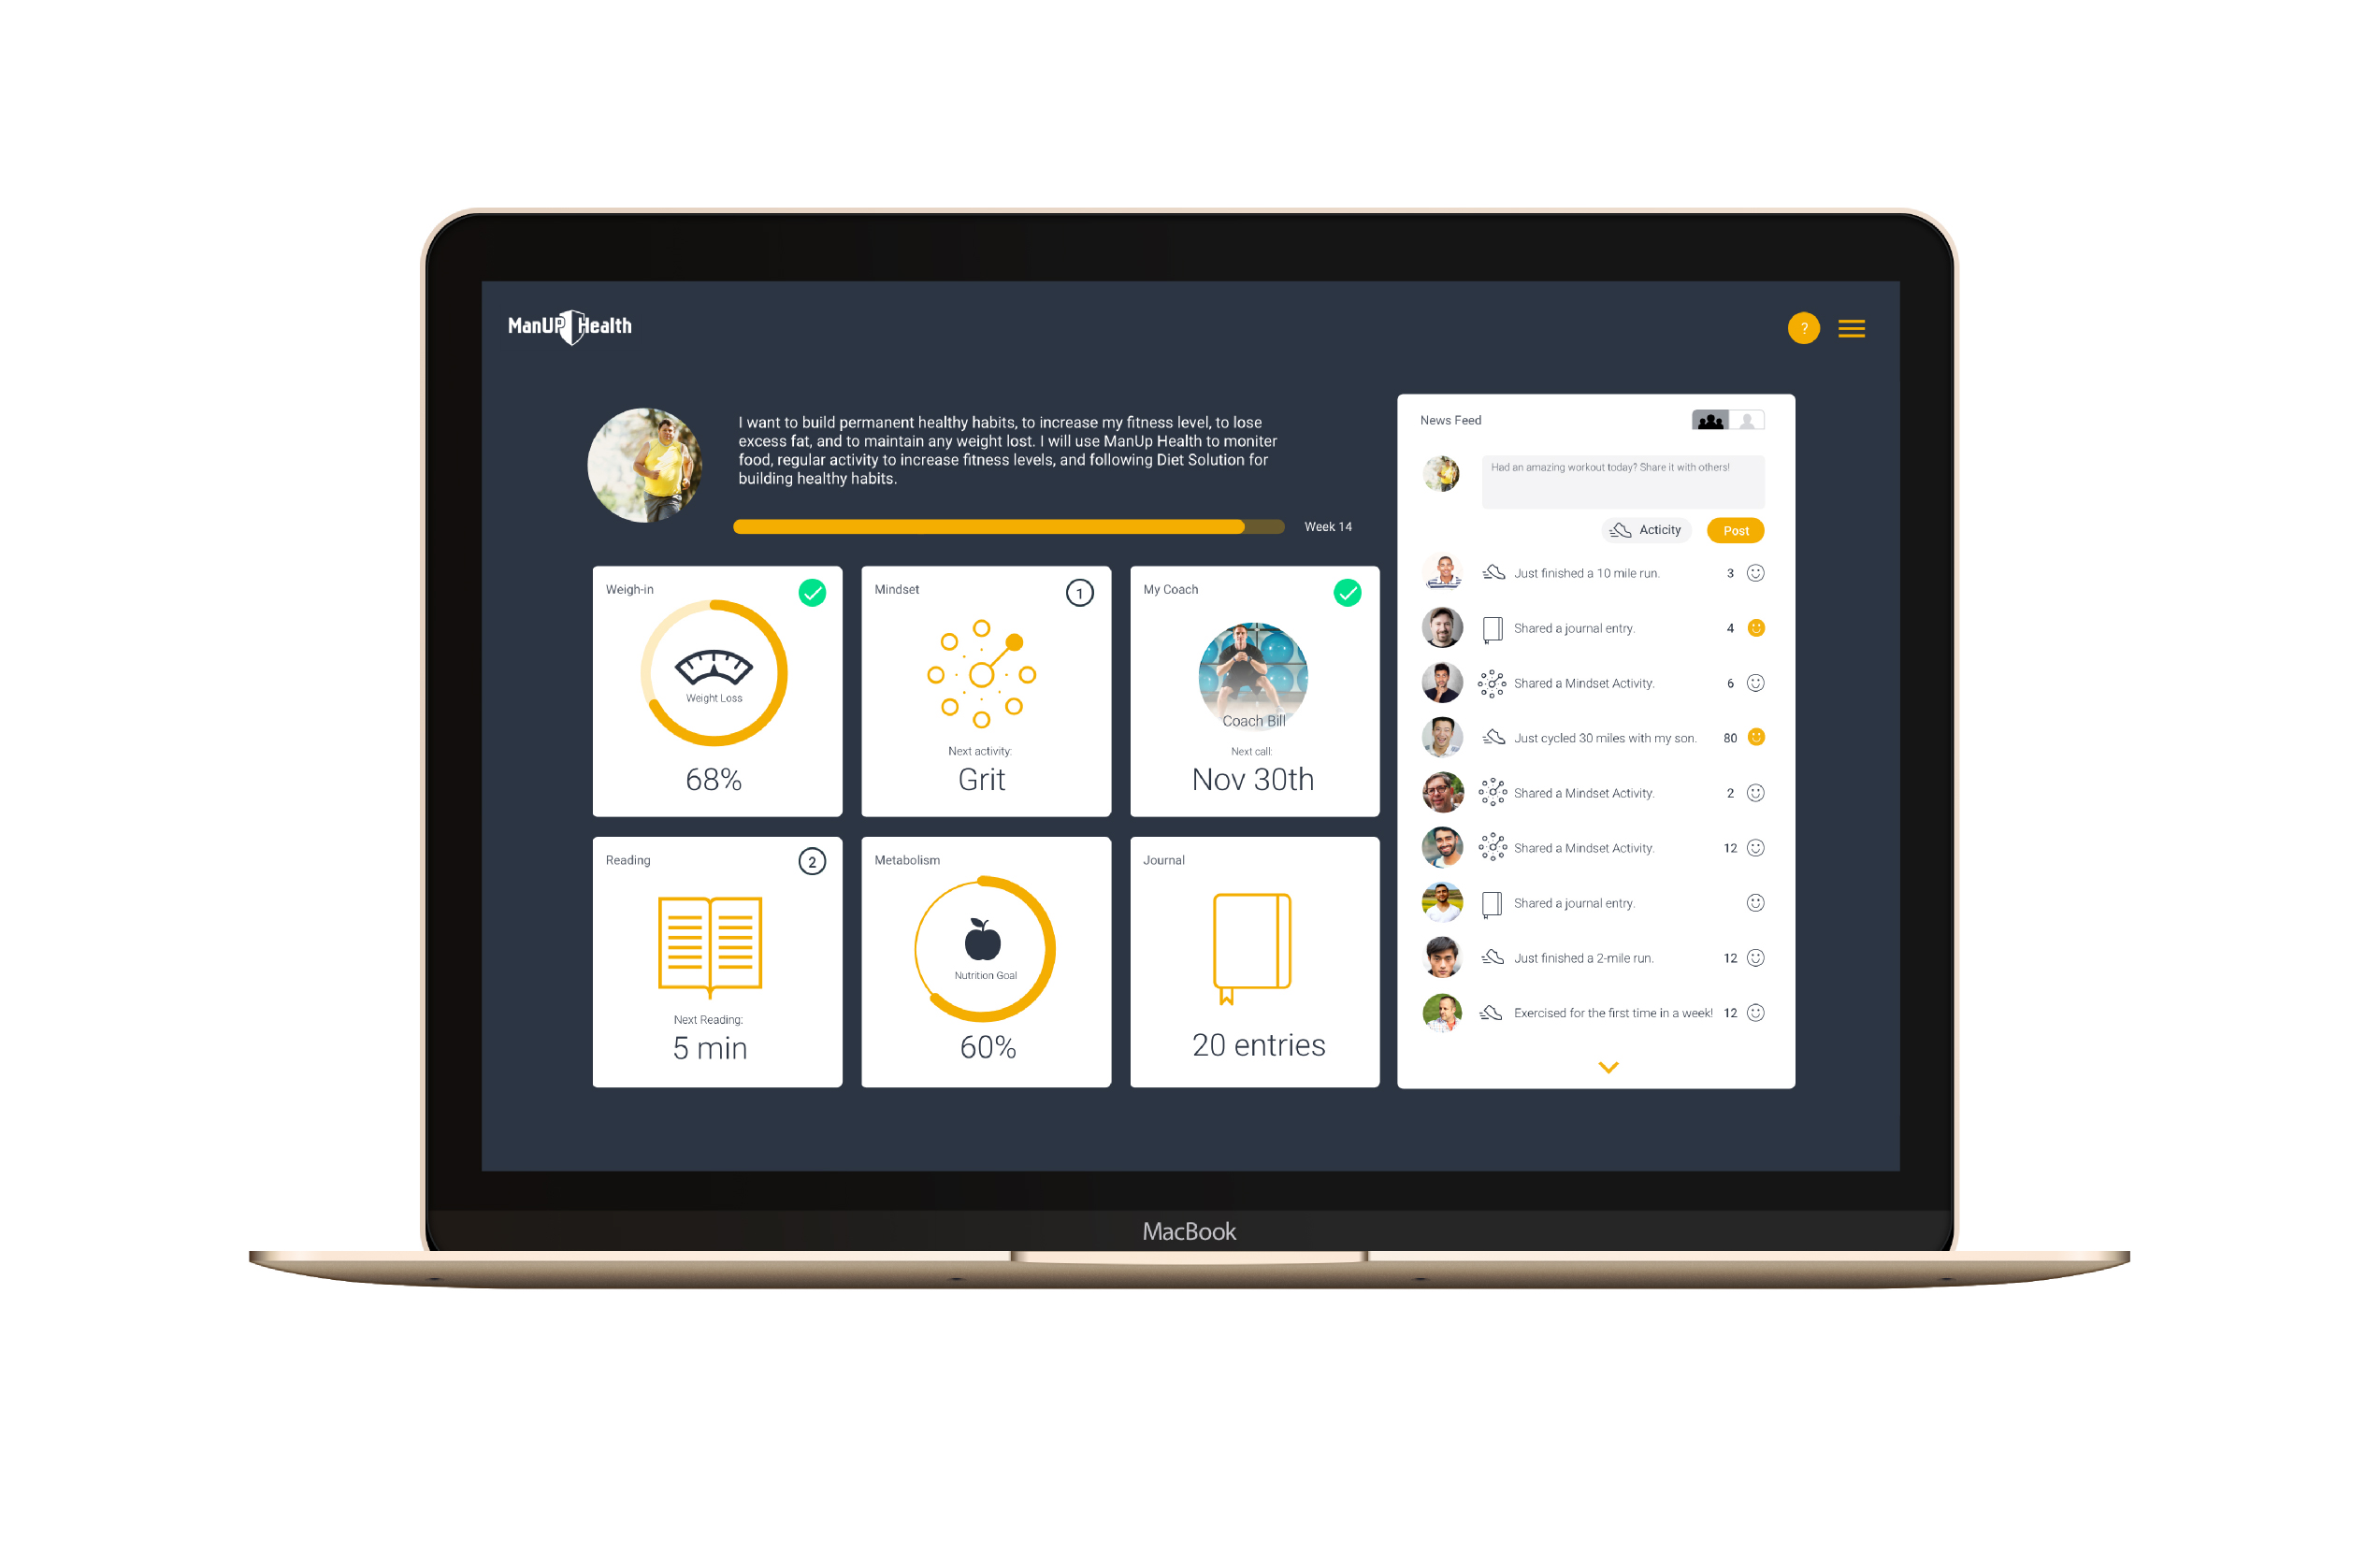 ManUP Health
?
I want to build permanent healthy habits, to increase my fitness level, to lose
excess fat, and to maintain any weight lost. I will use ManUp Health to moniter
food, regular activity to increase fitness levels, and following Diet Solution for
building healthy habits.
Week 14
Weigh-in
Weight Loss
68%
Mindset
1
Next activity:
Grit
My Coach
Coach Bill
Next call:
Nov 30th
Reading
2
Next Reading:
5 min
Metabolism
Nutrition Goal
60%
Journal
20 entries
News Feed
Had an amazing workout today? Share it with others!
Acticity
Post
Just finished a 10 mile run. 3
Shared a journal entry. 4
Shared a Mindset Activity. 6
Just cycled 30 miles with my son. 80
Shared a Mindset Activity. 2
Shared a Mindset Activity. 12
Shared a journal entry.
Just finished a 2-mile run. 12
Exercised for the first time in a week! 12
MacBook